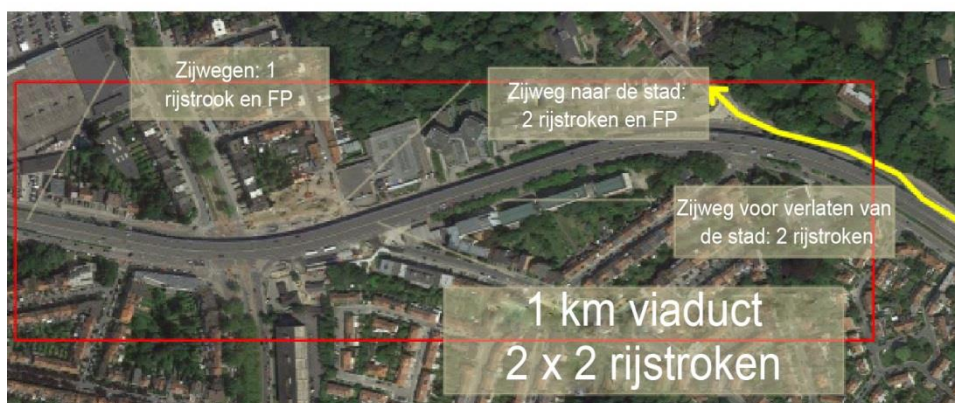 Zijwegen: 1
rijstrook en FP
Zijweg naar de stad:
2 rijstroken en FP
Zijweg voor verlaten van
de stad: 2 rijstroken
1 km viaduct
2 x 2 rijstroken